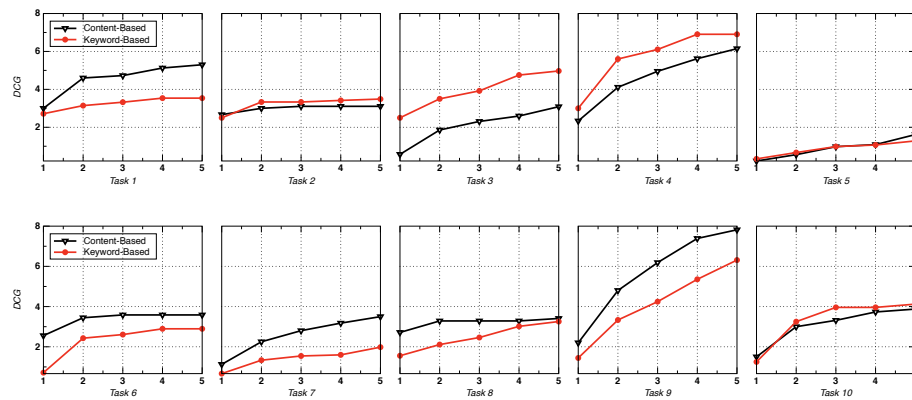 8
6
4
2
DCG
Content-Based
Keyword-Based
1 2 3 4 5
Task 1
1 2 3 4 5
Task 2
1 2 3 4 5
Task 3
1 2 3 4 5
Task 4
1 2 3 4
Task 5
8
6
4
2
DCG
Content-Based
Keyword-Based
1 2 3 4 5
Task 6
1 2 3 4 5
Task 7
1 2 3 4 5
Task 8
1 2 3 4 5
Task 9
1 2 3 4
Task 10